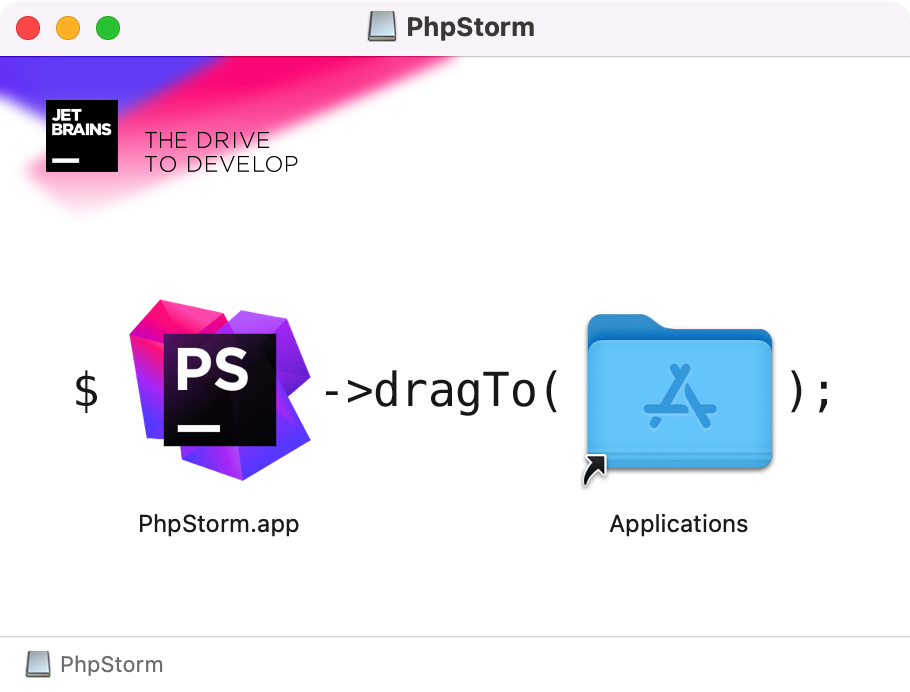 PhpStorm
JET
BRAINS
THE DRIVE
TO DEVELOP
$ PS ->dragTo( );
PhpStorm.app Applications
PhpStorm